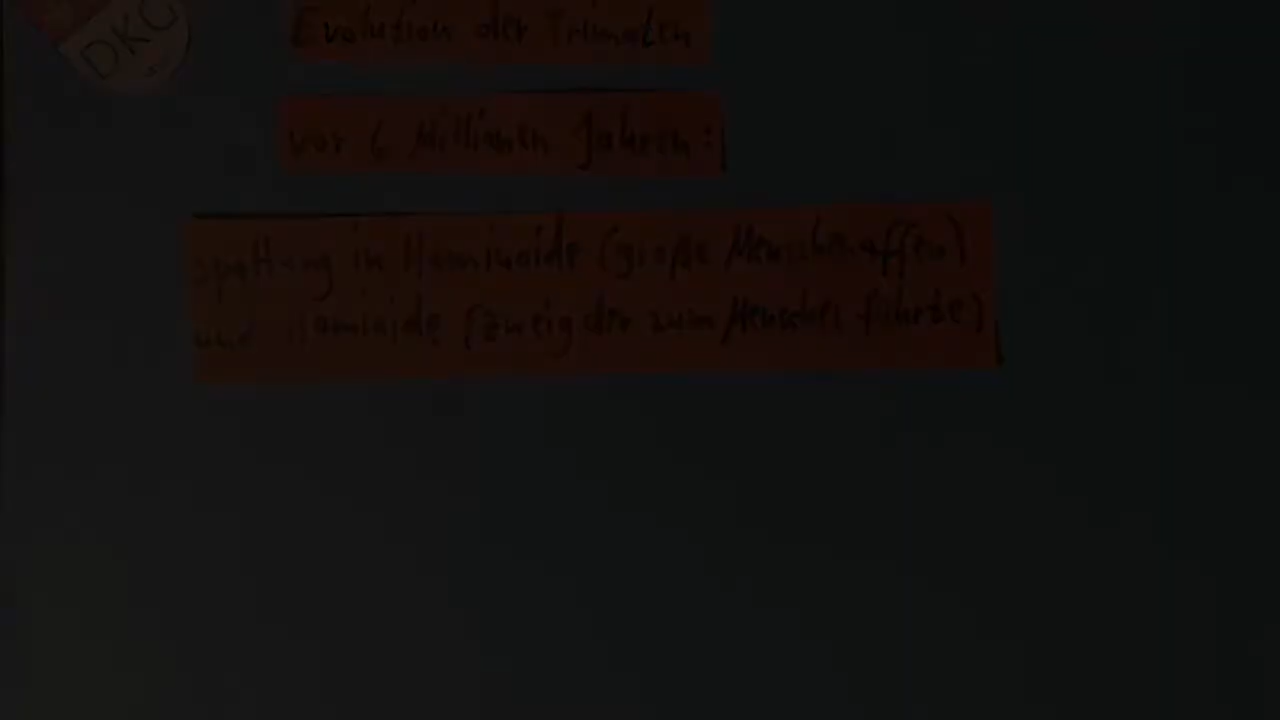 DKG
Evolution der Primaten
vor 6 Millionen Jahren:
Spaltung in Hominoide (große Menschenaffen)
und Hominide (zweig der zum Menschen führte)